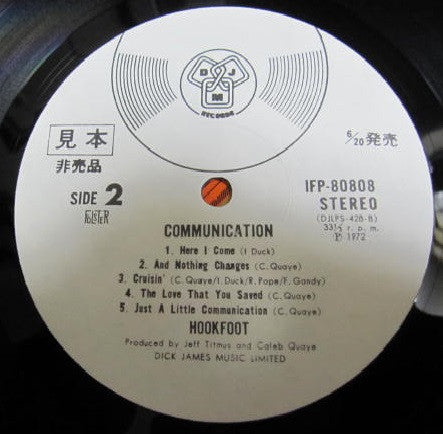 D J M
RECORDS
見本
非売品
6/20発売
SIDE 2
POLSTER
IFP-80808
STEREO
(DJLPS-428-B)
33⅓ r. p. m.
Ⓟ 1972
COMMUNICATION
1. Here I Come (I Duck)
2. And Nothing Changes (C. Quaye)
3. Cruisin' (C. Quaye/I. Duck/R. Pope/F. Gandy)
4. The Love That You Saved (C. Quaye)
5. Just A Little Communication (C. Quaye)
HOOKFOOT
Produced by Jeff Titmus and Caleb Quaye
DICK JAMES MUSIC LIMITED